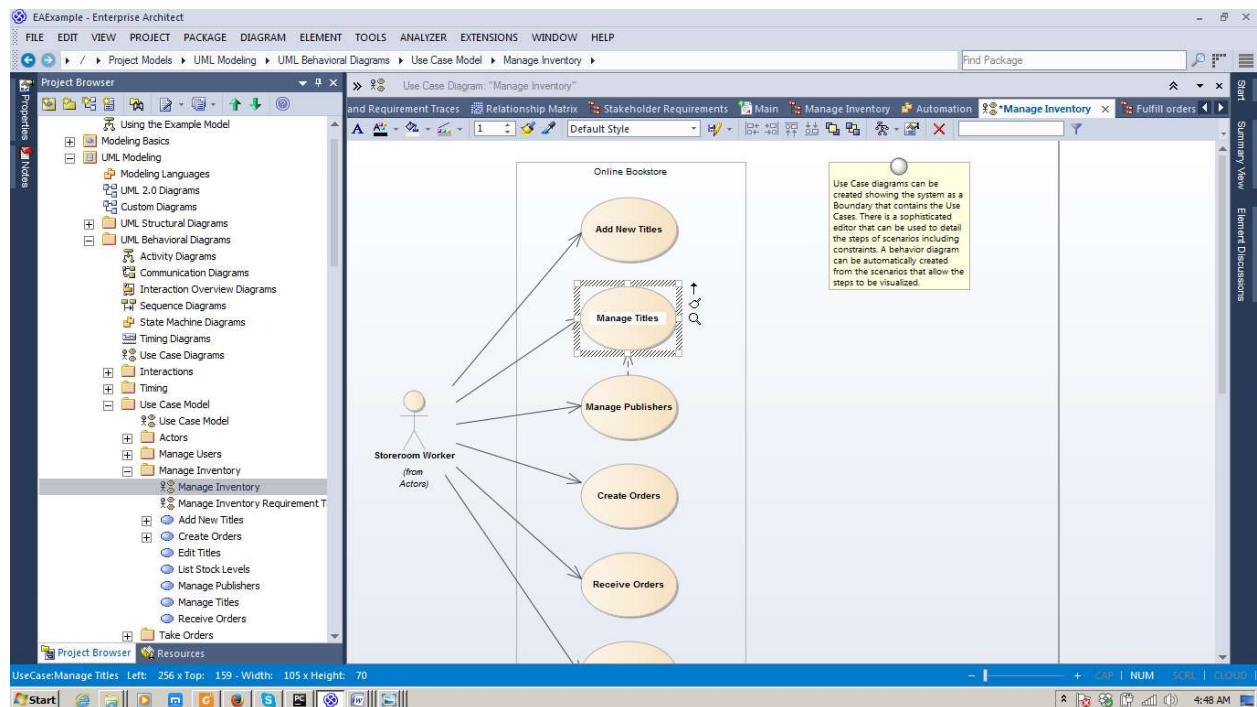 EAExample - Enterprise Architect
FILE EDIT VIEW PROJECT PACKAGE DIAGRAM ELEMENT TOOLS ANALYZER EXTENSIONS WINDOW HELP
/ Project Models UML Modeling UML Behavioral Diagrams Use Case Model Manage Inventory
Find Package
Properties
Notes
Project Browser
Using the Example Model
Modeling Basics
UML Modeling
Modeling Languages
UML 2.0 Diagrams
Custom Diagrams
UML Structural Diagrams
UML Behavioral Diagrams
Activity Diagrams
Communication Diagrams
Interaction Overview Diagrams
Sequence Diagrams
State Machine Diagrams
Timing Diagrams
Use Case Diagrams
Interactions
Timing
Use Case Model
Use Case Model
Actors
Manage Users
Manage Inventory
Manage Inventory
Manage Inventory Requirement T
Add New Titles
Create Orders
Edit Titles
List Stock Levels
Manage Publishers
Manage Titles
Receive Orders
Take Orders
Project Browser Resources
Use Case Diagram: "Manage Inventory"
and Requirement Traces Relationship Matrix Stakeholder Requirements Main Manage Inventory Automation *Manage Inventory Fulfill orders
A 1 Default Style
Online Bookstore
Add New Titles
Manage Titles
Manage Publishers
Create Orders
Receive Orders
Storeroom Worker
(from
Actors)
Use Case diagrams can be
created showing the system as a
Boundary that contains the Use
Cases. There is a sophisticated
editor that can be used to detail
the steps of scenarios including
constraints. A behavior diagram
can be automatically created
from the scenarios that allow the
steps to be visualized.
Start
Summary View
Element Discussions
UseCase:Manage Titles Left: 256 x Top: 159 - Width: 105 x Height: 70
CAP NUM SCRL CLOUD
Start
4:48 AM